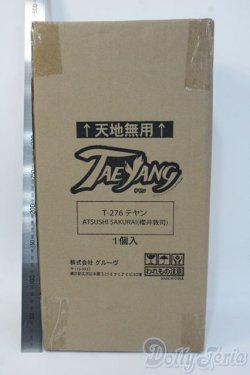 ↑天地無用↑
TAEYANG
テヤン
T-276 テヤン
ATSUSHI SAKURAI(櫻井敦司)
1個入
株式会社 グルーヴ
われもの注意
Dolly Teria